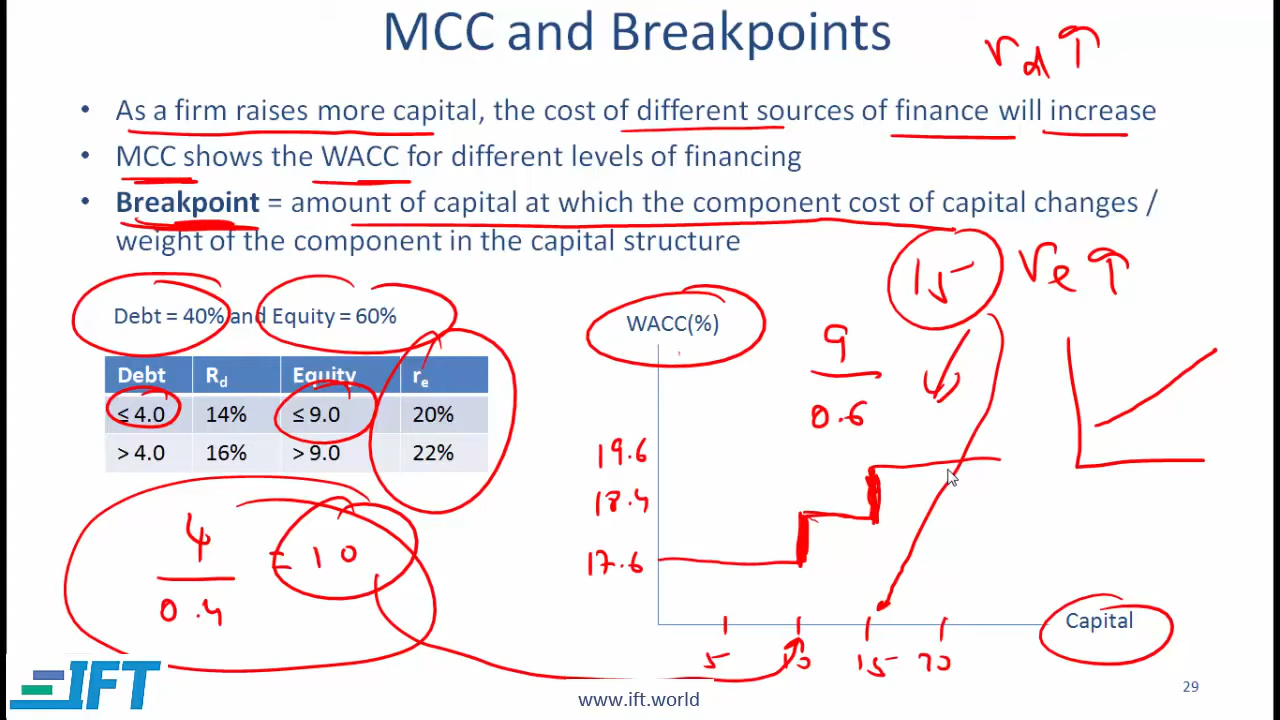 MCC and Breakpoints
r d ↑
• As a firm raises more capital, the cost of different sources of finance will increase
• MCC shows the WACC for different levels of financing
• Breakpoint = amount of capital at which the component cost of capital changes /
weight of the component in the capital structure
15 re ↑
Debt = 40% and Equity = 60%
WACC(%)
9
0.6
Debt Rd Equity re
≤ 4.0 14% ≤ 9.0 20%
> 4.0 16% > 9.0 22%
19.6
18.4
17.6
4
0.4
= 10
Capital
5 10 15 20
IFT
www.ift.world
29